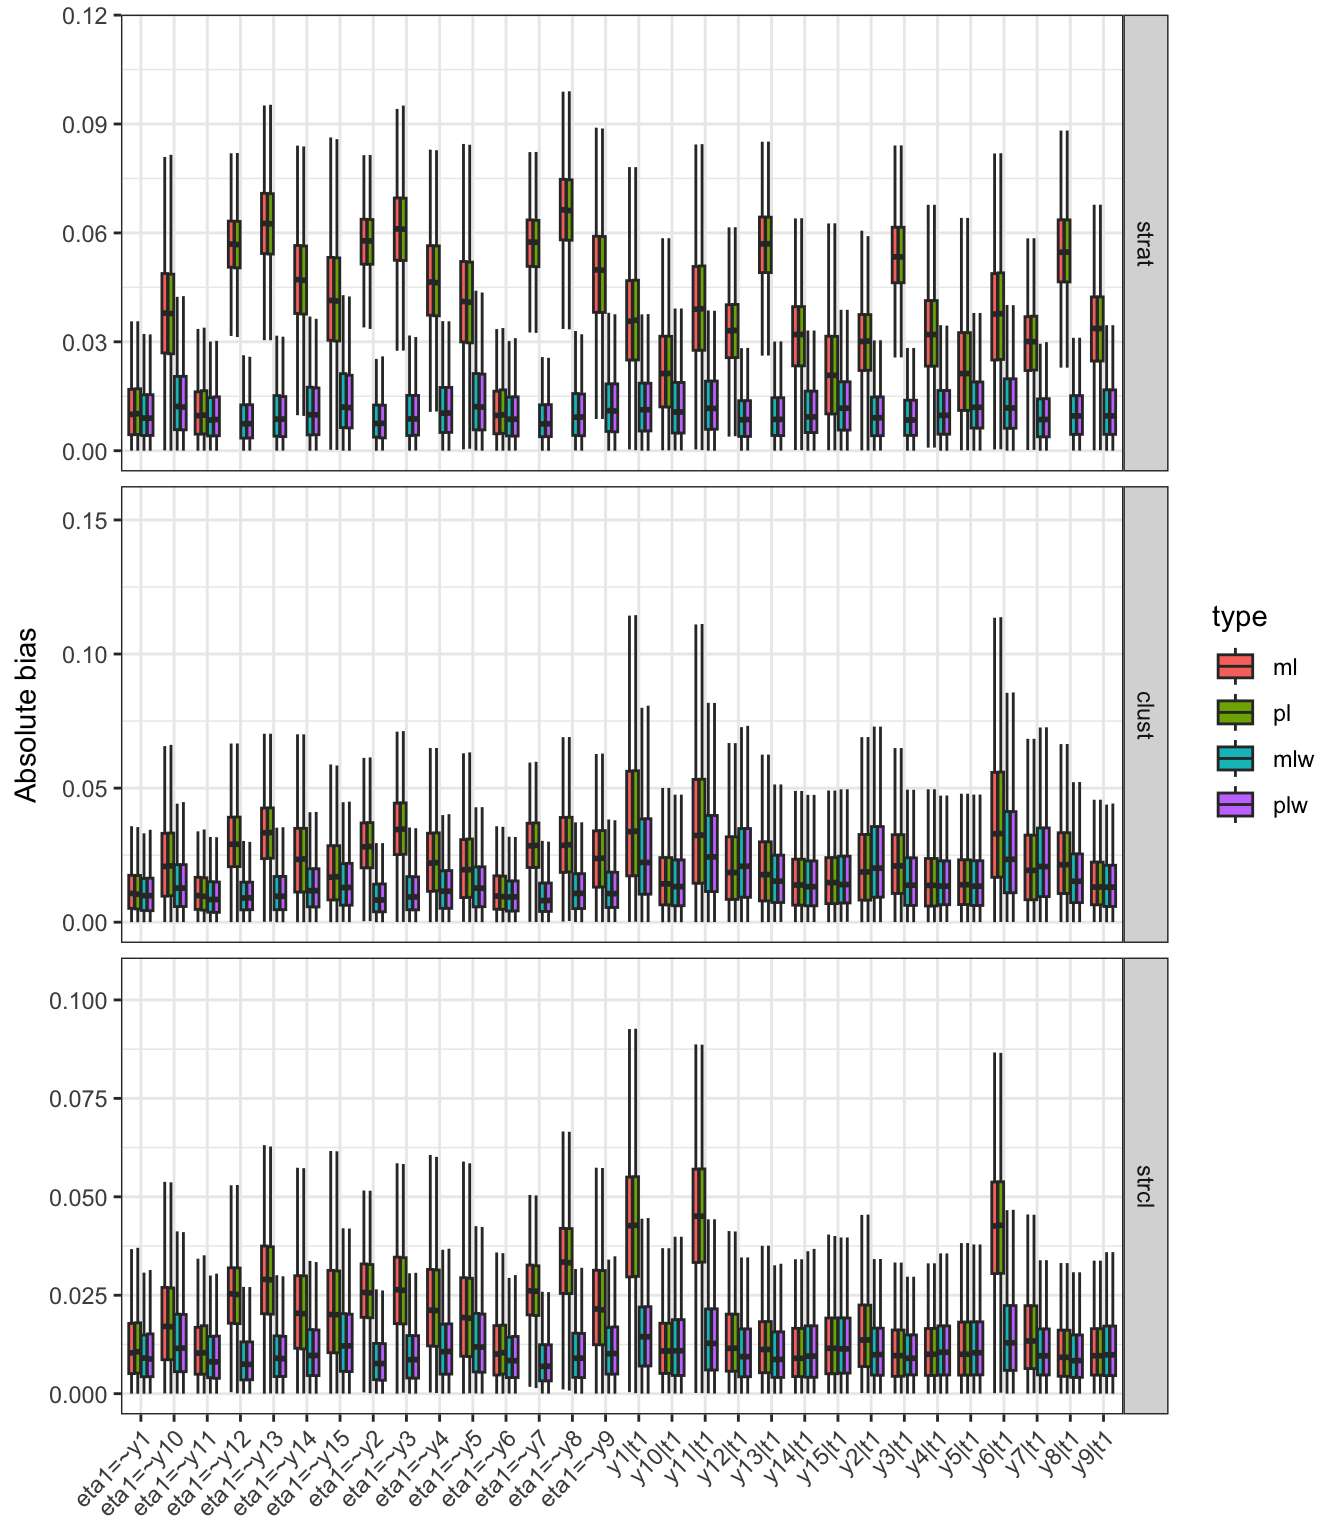 0.12
0.09
0.06
0.03
0.00
strat
0.15
0.10
0.05
0.00
clust
0.100
0.075
0.050
0.025
0.000
strcl
Absolute bias
eta1=~y1
eta1=~y10
eta1=~y11
eta1=~y12
eta1=~y13
eta1=~y14
eta1=~y15
eta1=~y2
eta1=~y3
eta1=~y4
eta1=~y5
eta1=~y6
eta1=~y7
eta1=~y8
eta1=~y9
y1|t1
y10|t1
y11|t1
y12|t1
y13|t1
y14|t1
y15|t1
y2|t1
y3|t1
y4|t1
y5|t1
y6|t1
y7|t1
y8|t1
y9|t1
type
ml
pl
mlw
plw